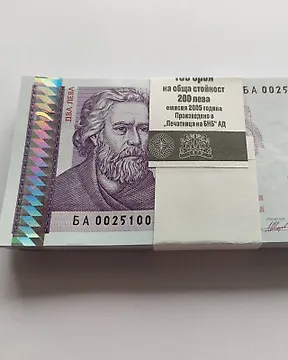 100 броя
на обща стойност
200 лева
емисия 2005 година
Произведено в
„Печатница на БНБ" АД
БА 0025
ДВА ЛЕВА
БА 0025100